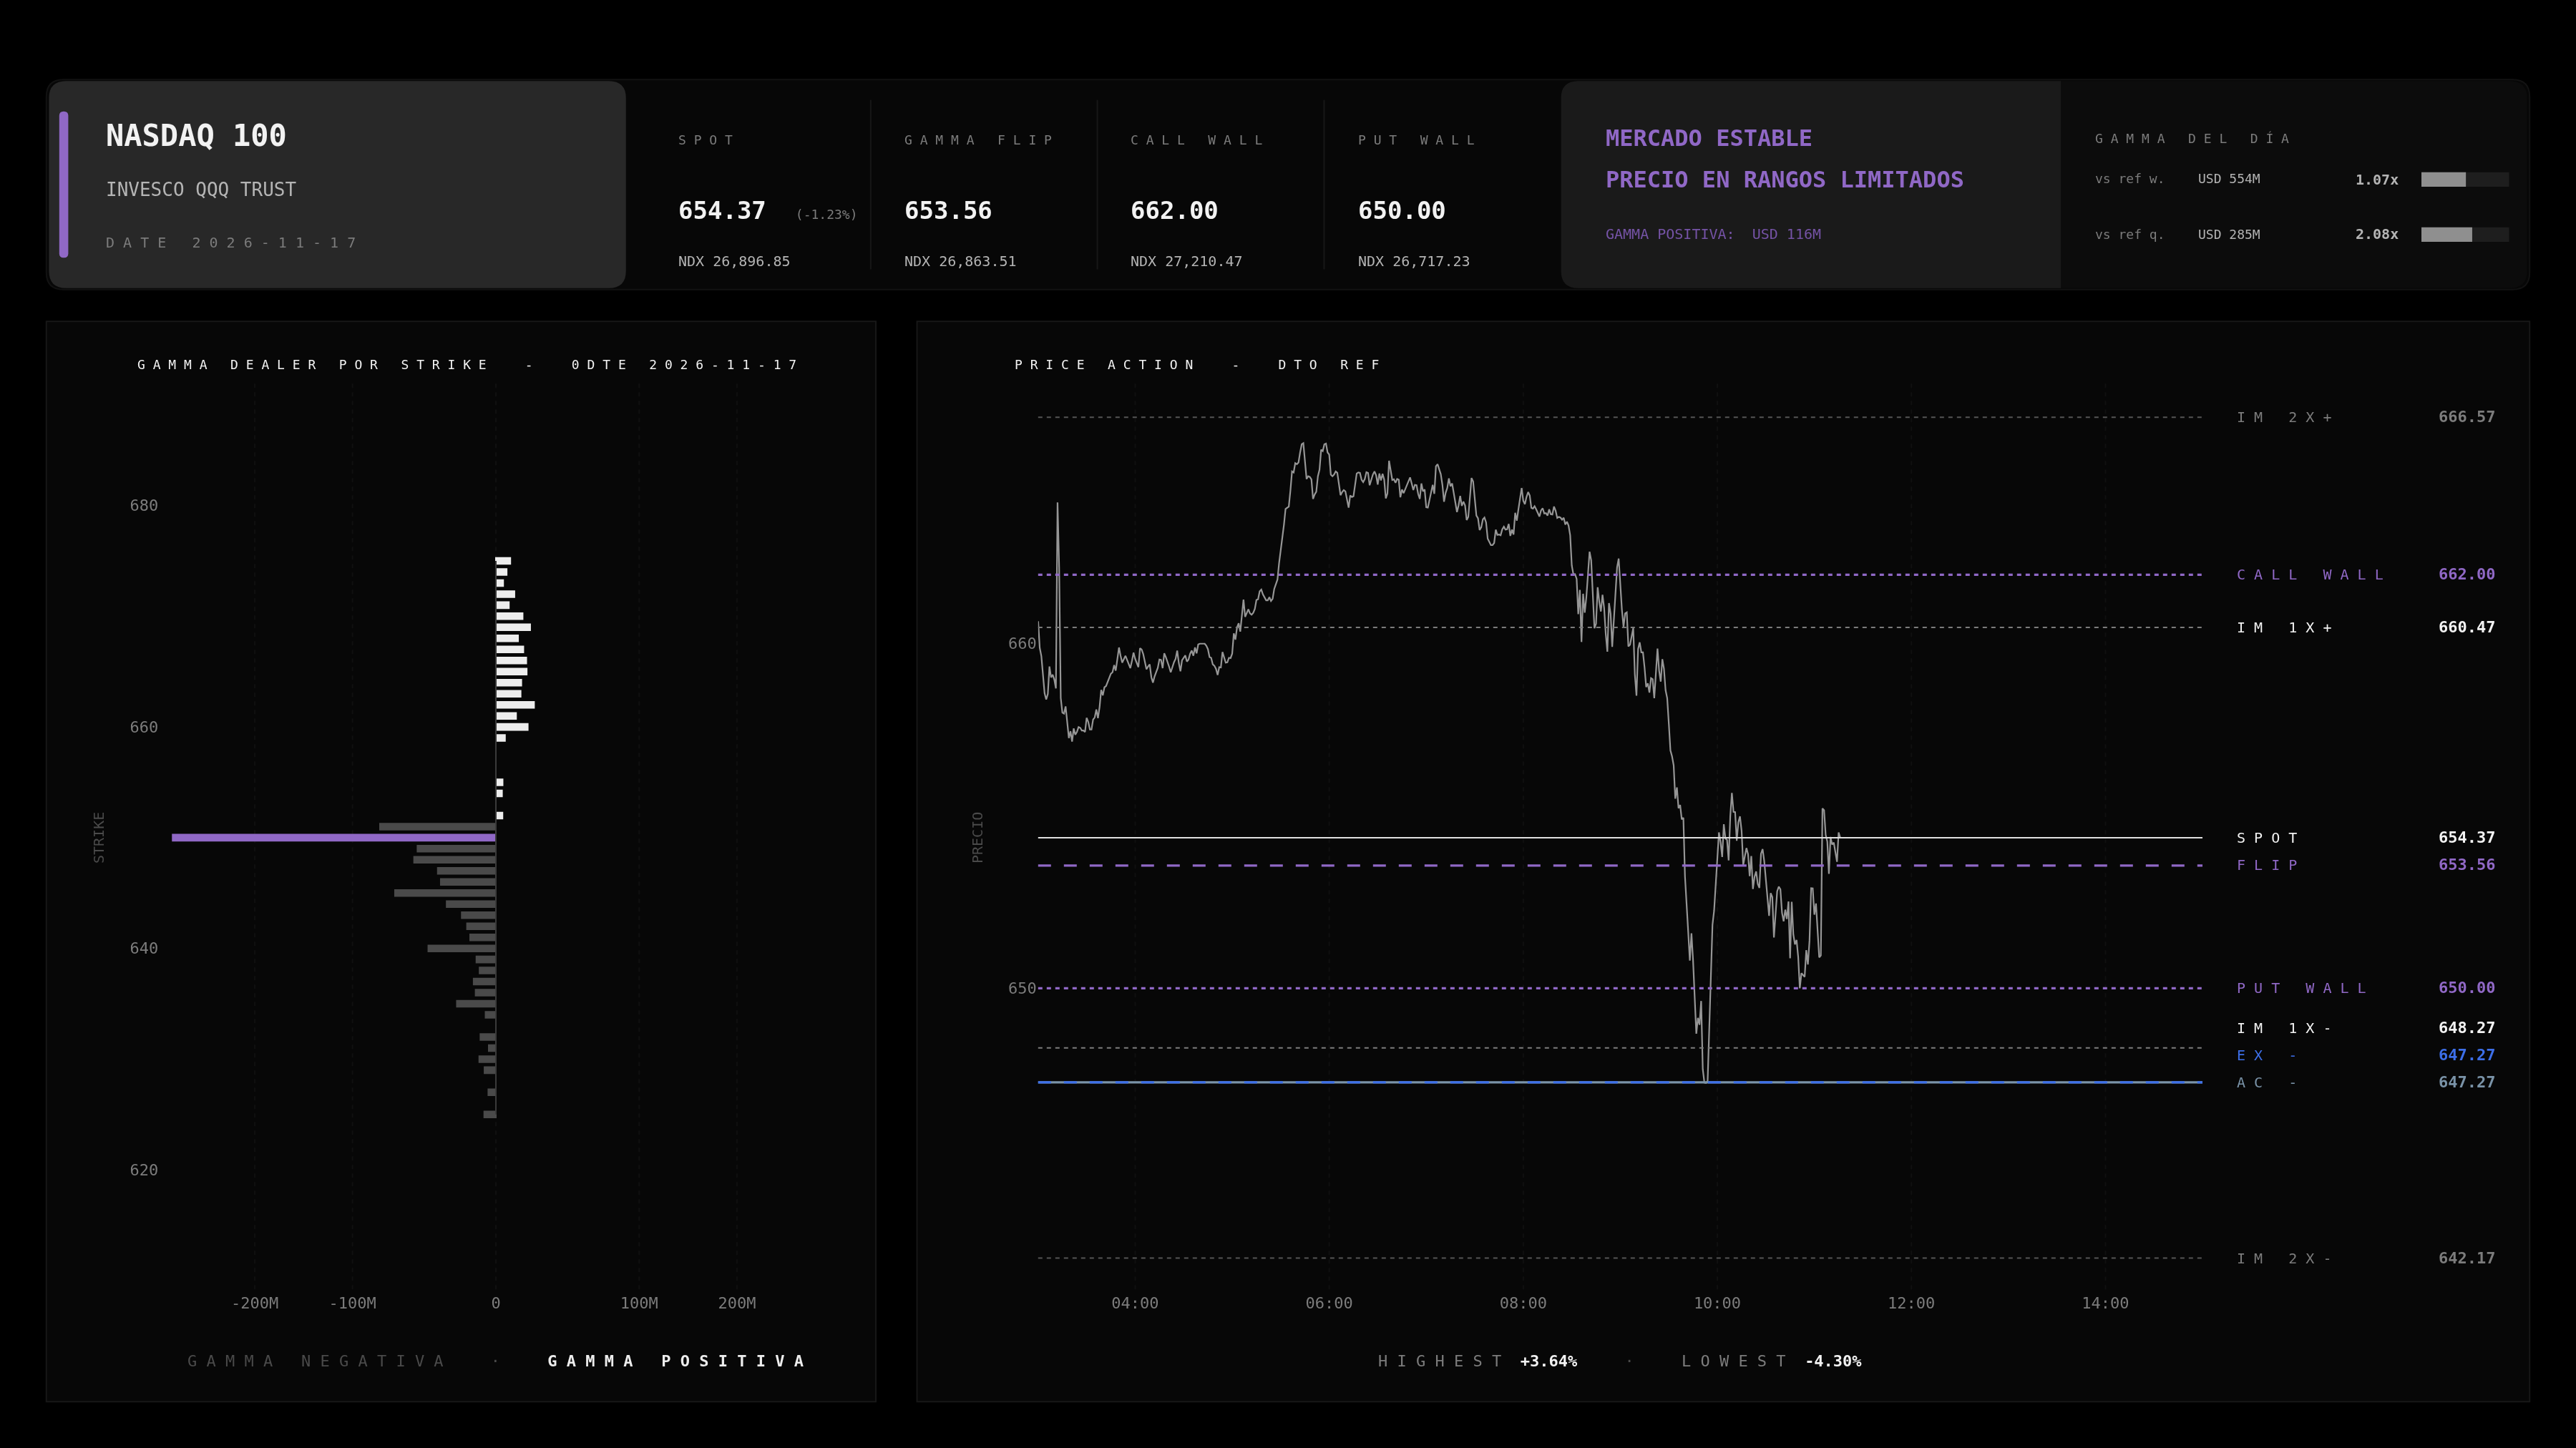 NASDAQ 100
INVESCO QQQ TRUST
DATE 2026-11-17
SPOT
654.37 (-1.23%)
NDX 26,896.85
GAMMA FLIP
653.56
NDX 26,863.51
CALL WALL
662.00
NDX 27,210.47
PUT WALL
650.00
NDX 26,717.23
MERCADO ESTABLE
PRECIO EN RANGOS LIMITADOS
GAMMA POSITIVA: USD 116M
GAMMA DEL DÍA
vs ref w. USD 554M 1.07x
vs ref q. USD 285M 2.08x
GAMMA DEALER POR STRIKE - 0DTE 2026-11-17
680
660
640
620
STRIKE
-200M -100M 0 100M 200M
GAMMA NEGATIVA · GAMMA POSITIVA
PRICE ACTION - DTO REF
660
650
PRECIO
IM 2X+ 666.57
CALL WALL 662.00
IM 1X+ 660.47
SPOT 654.37
FLIP 653.56
PUT WALL 650.00
IM 1X- 648.27
EX - 647.27
AC - 647.27
IM 2X- 642.17
04:00 06:00 08:00 10:00 12:00 14:00
HIGHEST +3.64% · LOWEST -4.30%